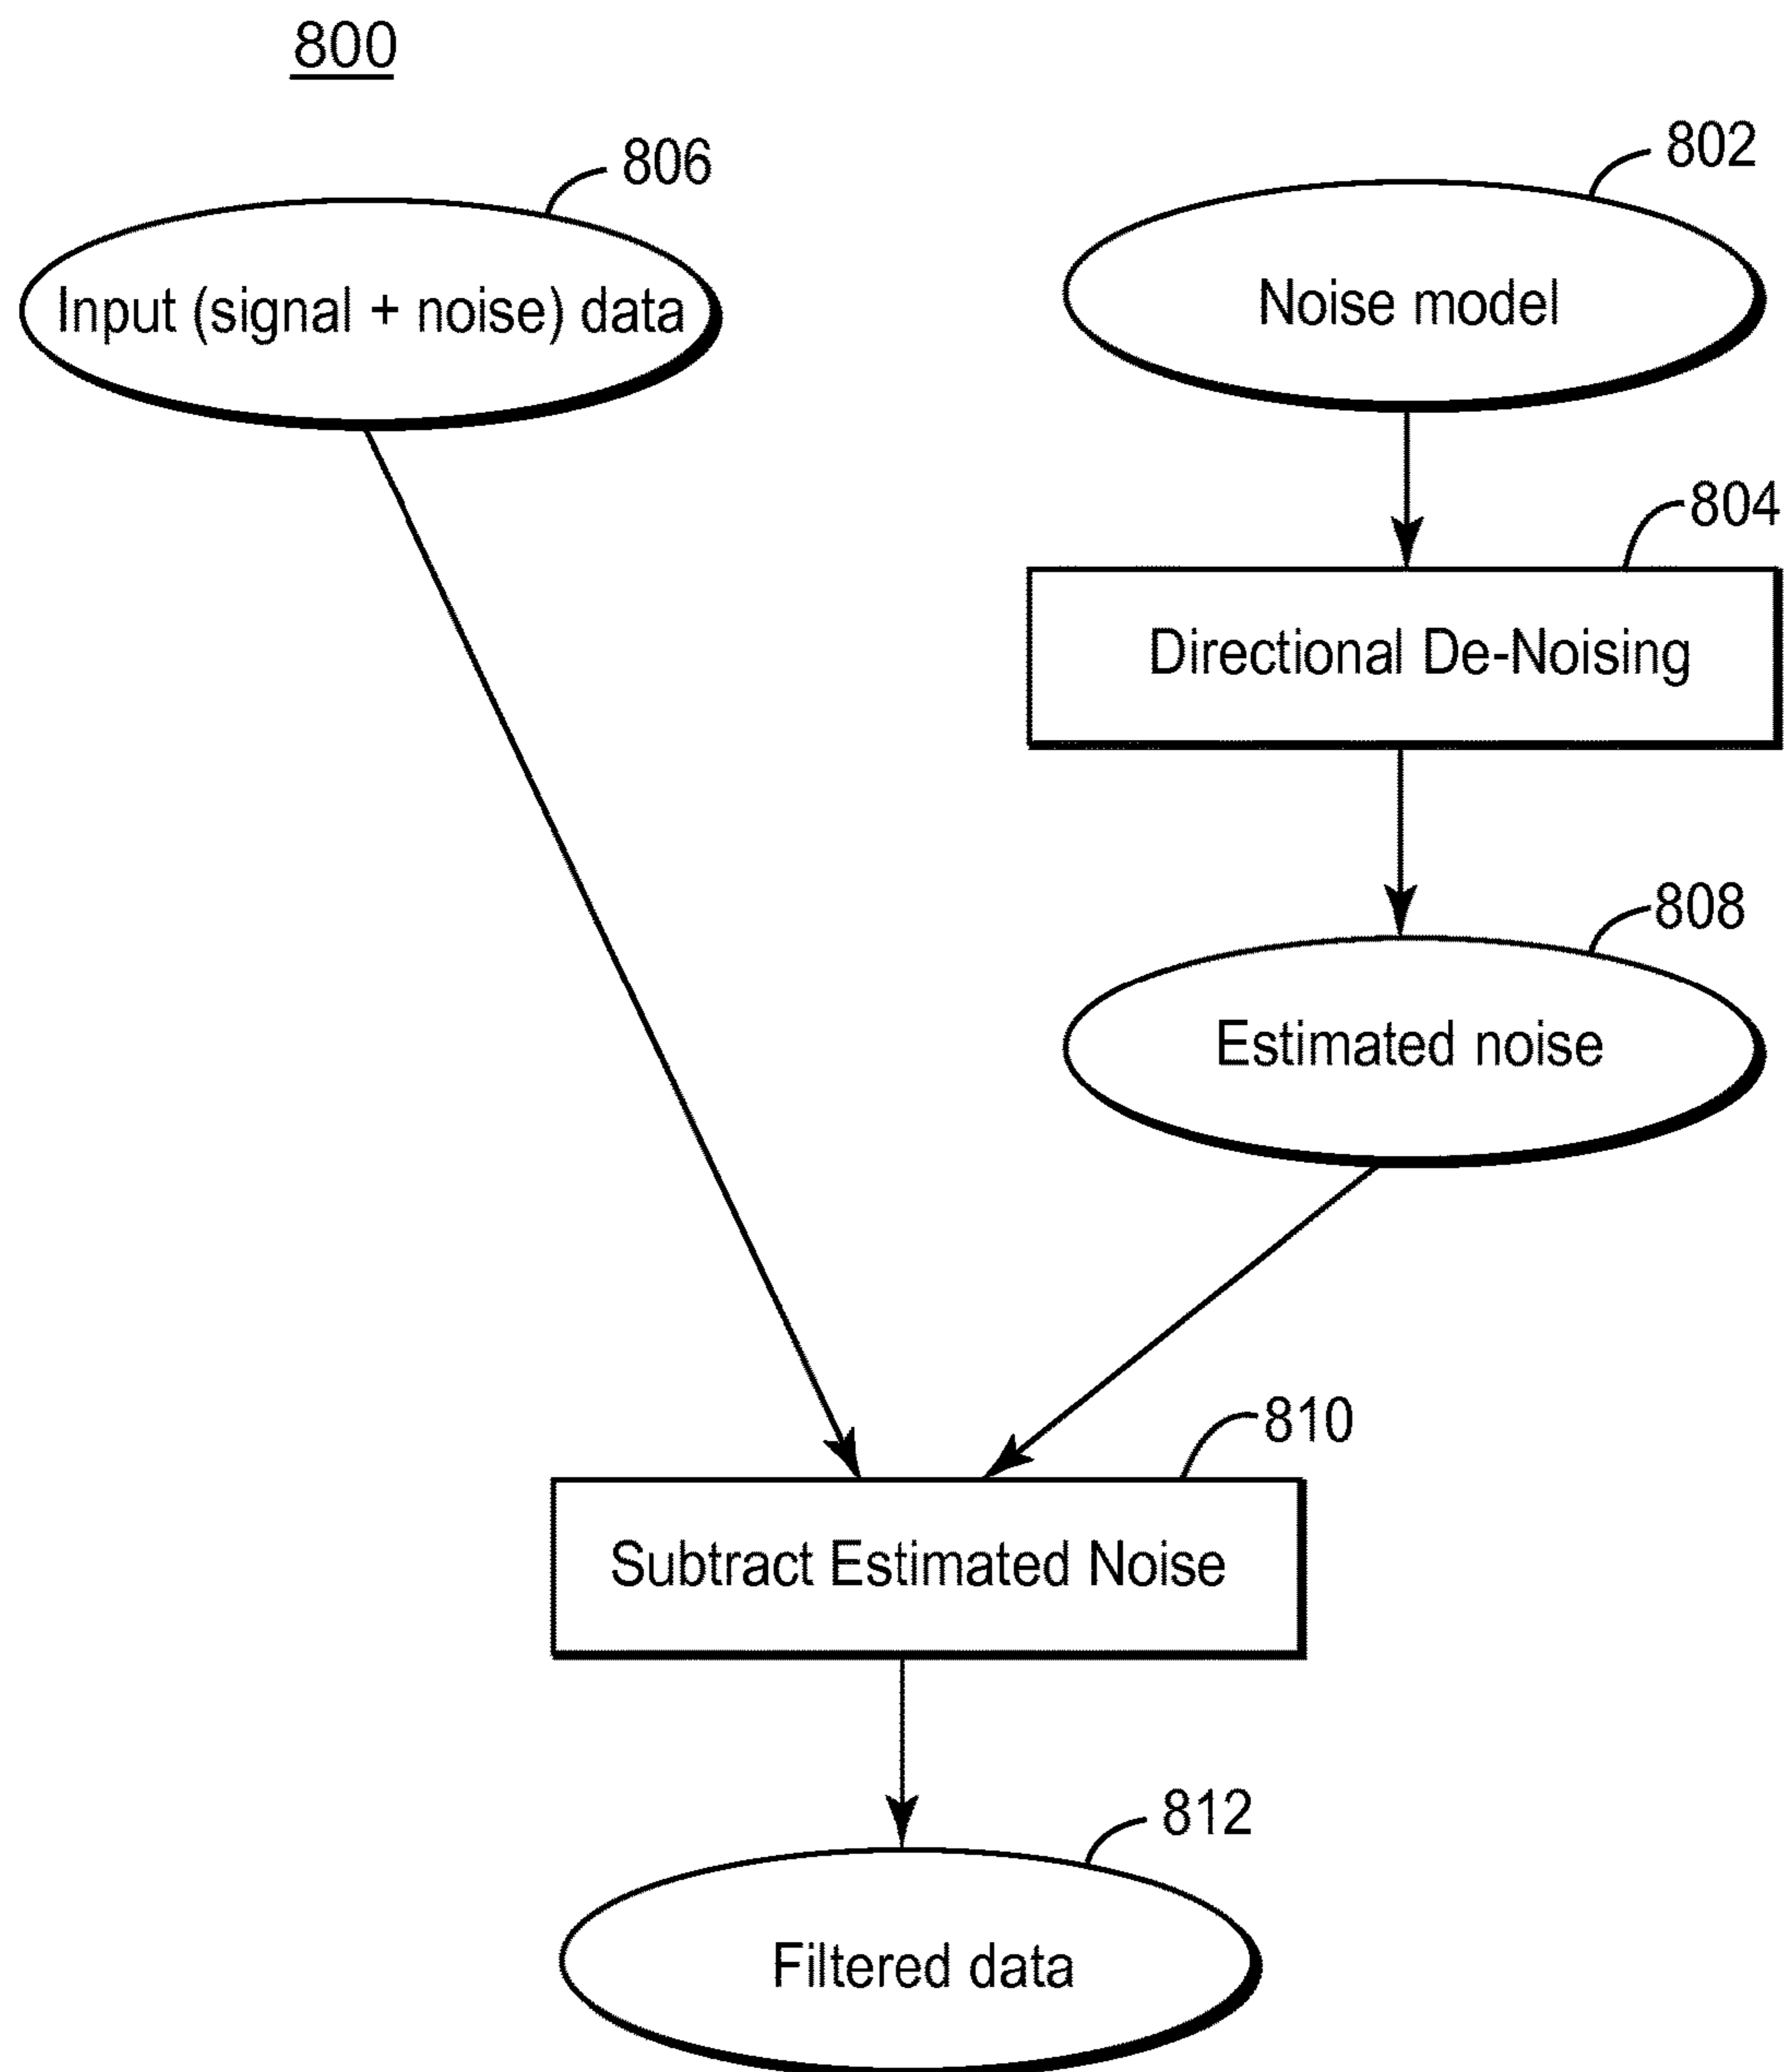 800
806
802
Input (signal + noise) data
Noise model
804
Directional De-Noising
808
Estimated noise
810
Subtract Estimated Noise
812
Filtered data